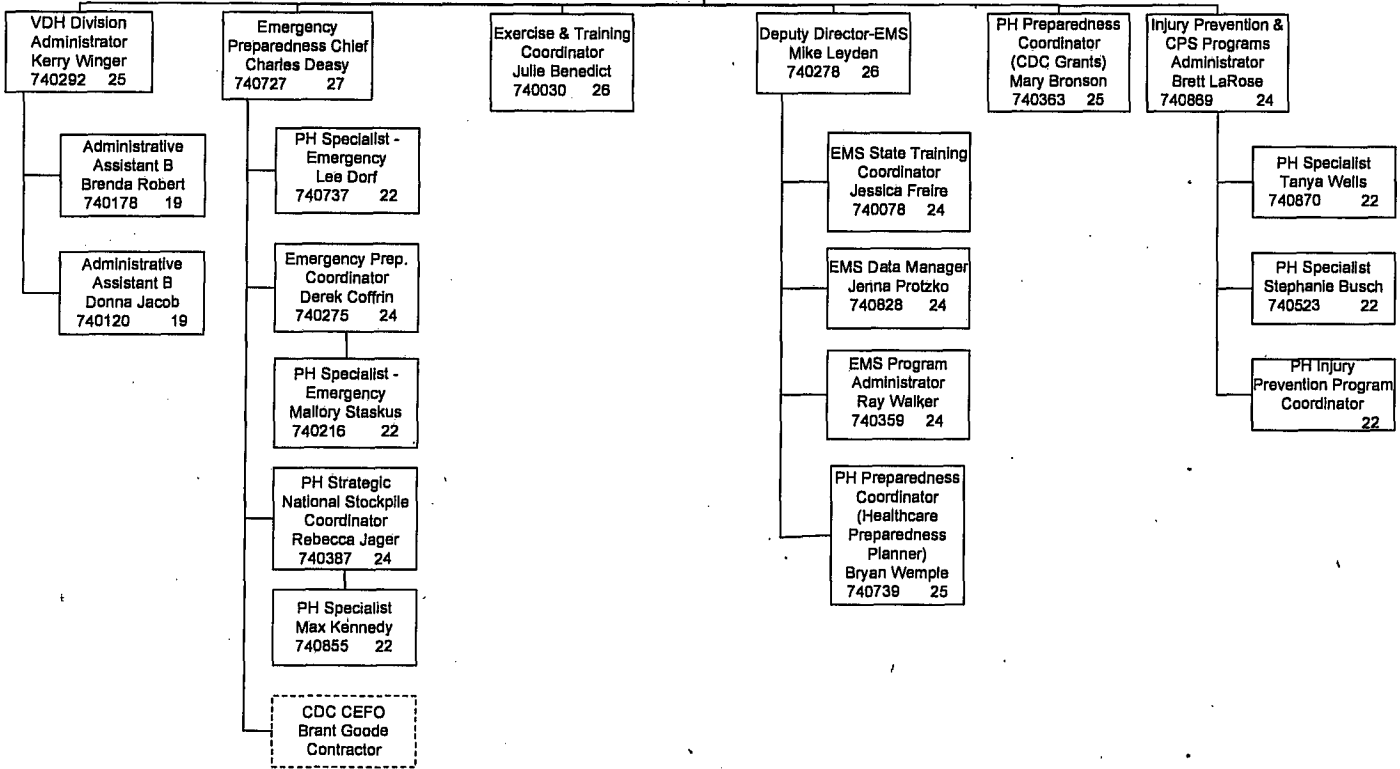 VDH Division
Administrator
Kerry Winger
740292 25
Administrative
Assistant B
Brenda Robert
740178 19
Administrative
Assistant B
Donna Jacob
740120 19
Emergency
Preparedness Chief
Charles Deasy
740727 27
PH Specialist -
Emergency
Lee Dorf
740737 22
Emergency Prep.
Coordinator
Derek Coffrin
740275 24
PH Specialist -
Emergency
Mallory Staskus
740216 22
PH Strategic
National Stockpile
Coordinator
Rebecca Jager
740387 24
PH Specialist
Max Kennedy
740855 22
CDC CEFO
Brant Goode
Contractor
Exercise & Training
Coordinator
Julie Benedict
740030 26
Deputy Director-EMS
Mike Leyden
740278 26
EMS State Training
Coordinator
Jessica Freire
740078 24
EMS Data Manager
Jenna Protzko
740828 24
EMS Program
Administrator
Ray Walker
740359 24
PH Preparedness
Coordinator
(Healthcare
Preparedness
Planner)
Bryan Wemple
740739 25
PH Preparedness
Coordinator
(CDC Grants)
Mary Bronson
740363 25
Injury Prevention &
CPS Programs
Administrator
Brett LaRose
740869 24
PH Specialist
Tanya Wells
740870 22
PH Specialist
Stephanie Busch
740523 22
PH Injury
Prevention Program
Coordinator
22